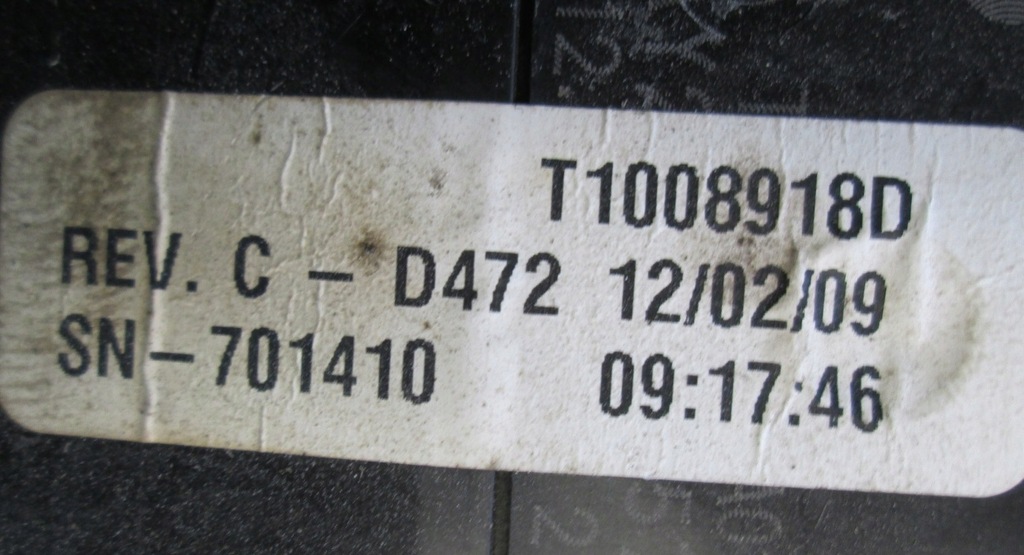 T1008918D
REV. C - D472 12/02/09
SN-701410 09:17:46